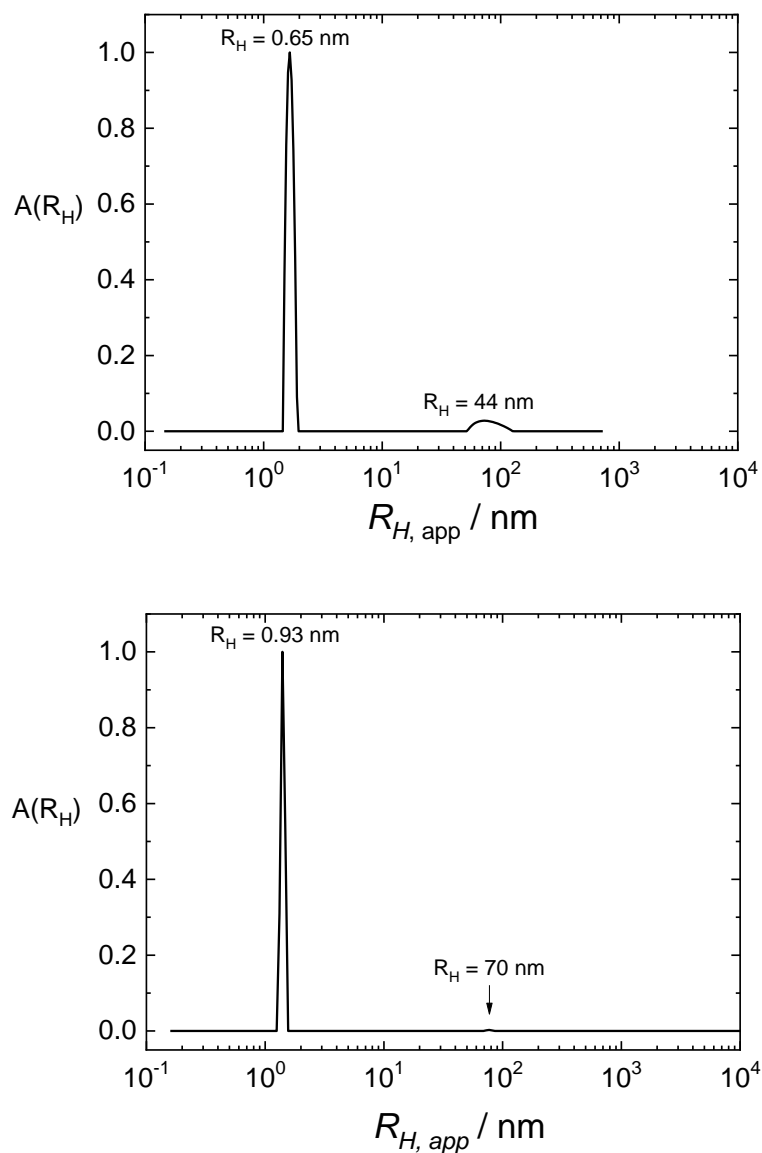 R_H = 0.65 nm
1.0
0.8
A(R_H) 0.6
0.4
0.2
R_H = 44 nm
0.0
10^-1 10^0 10^1 10^2 10^3 10^4
R_H, app / nm
R_H = 0.93 nm
1.0
0.8
A(R_H) 0.6
0.4
0.2
R_H = 70 nm
0.0
10^-1 10^0 10^1 10^2 10^3 10^4
R_H, app / nm